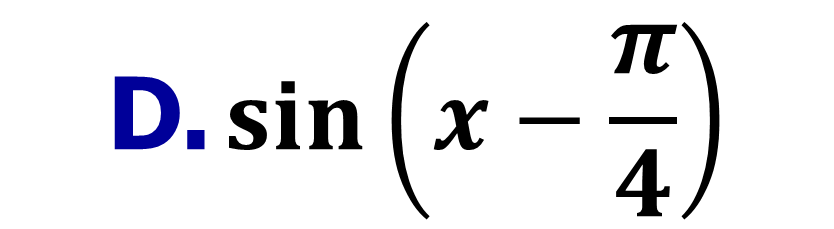 D. sin (x − π/4)